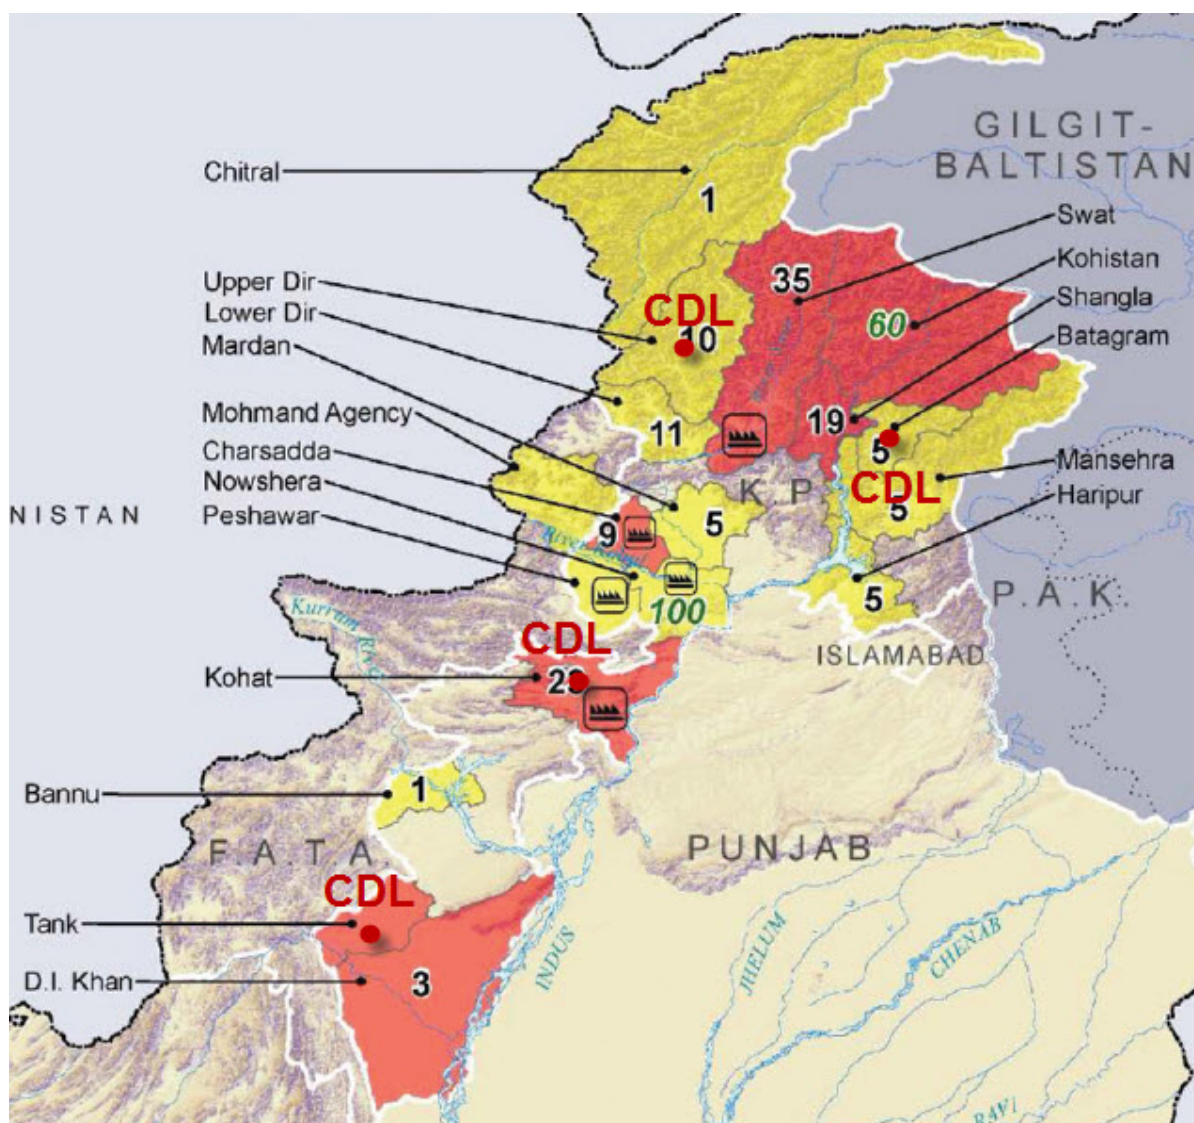 GILGIT-
BALTISTAN
Chitral
1
Swat
Kohistan
Shangla
Batagram
Mansehra
Haripur
Upper Dir
Lower Dir
Mardan
Mohmand Agency
Charsadda
Nowshera
Peshawar
35
60
CDL
10
19
11
5
CDL
5
K P
NISTAN
9
5
River Kabul
100
5
P.A.K.
ISLAMABAD
Kurram River
CDL
Kohat
Bannu
1
F.A.T.A.
PUNJAB
CDL
Tank
D.I. Khan
3
INDUS
JHELUM
CHENAB
RAVI